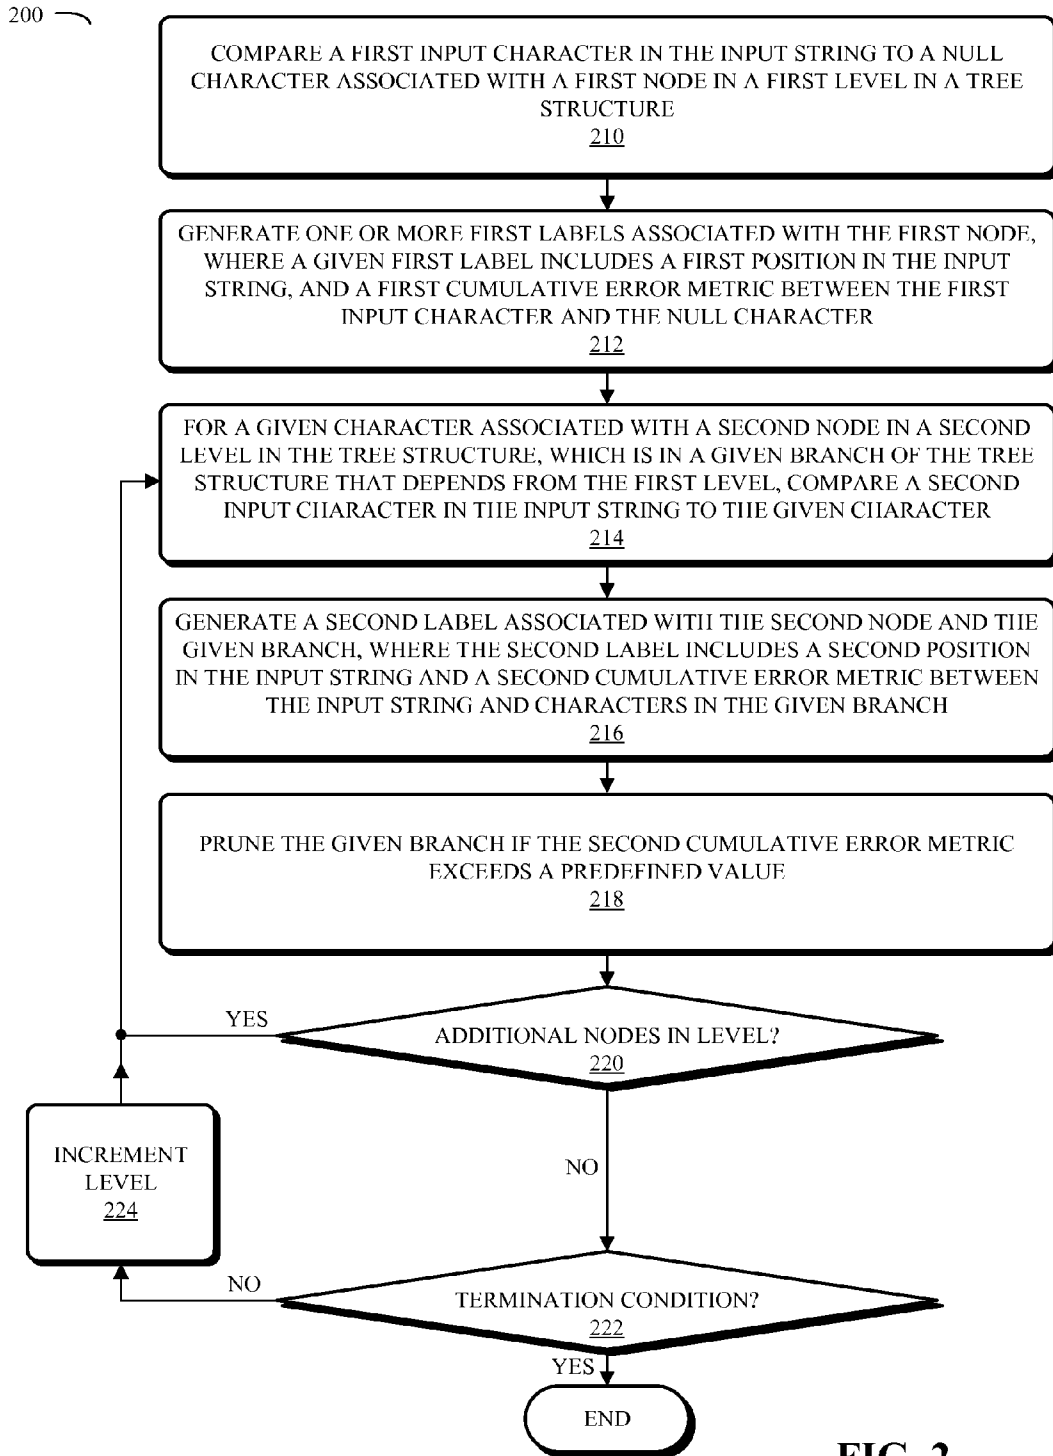 200
COMPARE A FIRST INPUT CHARACTER IN THE INPUT STRING TO A NULL
CHARACTER ASSOCIATED WITH A FIRST NODE IN A FIRST LEVEL IN A TREE
STRUCTURE
210
GENERATE ONE OR MORE FIRST LABELS ASSOCIATED WITH THE FIRST NODE,
WHERE A GIVEN FIRST LABEL INCLUDES A FIRST POSITION IN THE INPUT
STRING, AND A FIRST CUMULATIVE ERROR METRIC BETWEEN THE FIRST
INPUT CHARACTER AND THE NULL CHARACTER
212
FOR A GIVEN CHARACTER ASSOCIATED WITH A SECOND NODE IN A SECOND
LEVEL IN THE TREE STRUCTURE, WHICH IS IN A GIVEN BRANCH OF THE TREE
STRUCTURE THAT DEPENDS FROM THE FIRST LEVEL, COMPARE A SECOND
INPUT CHARACTER IN THE INPUT STRING TO THE GIVEN CHARACTER
214
GENERATE A SECOND LABEL ASSOCIATED WITH THE SECOND NODE AND THE
GIVEN BRANCH, WHERE THE SECOND LABEL INCLUDES A SECOND POSITION
IN THE INPUT STRING AND A SECOND CUMULATIVE ERROR METRIC BETWEEN
THE INPUT STRING AND CHARACTERS IN THE GIVEN BRANCH
216
PRUNE THE GIVEN BRANCH IF THE SECOND CUMULATIVE ERROR METRIC
EXCEEDS A PREDEFINED VALUE
218
YES
ADDITIONAL NODES IN LEVEL?
220
INCREMENT
LEVEL
224
NO
NO
TERMINATION CONDITION?
222
YES
END
FIG. 2